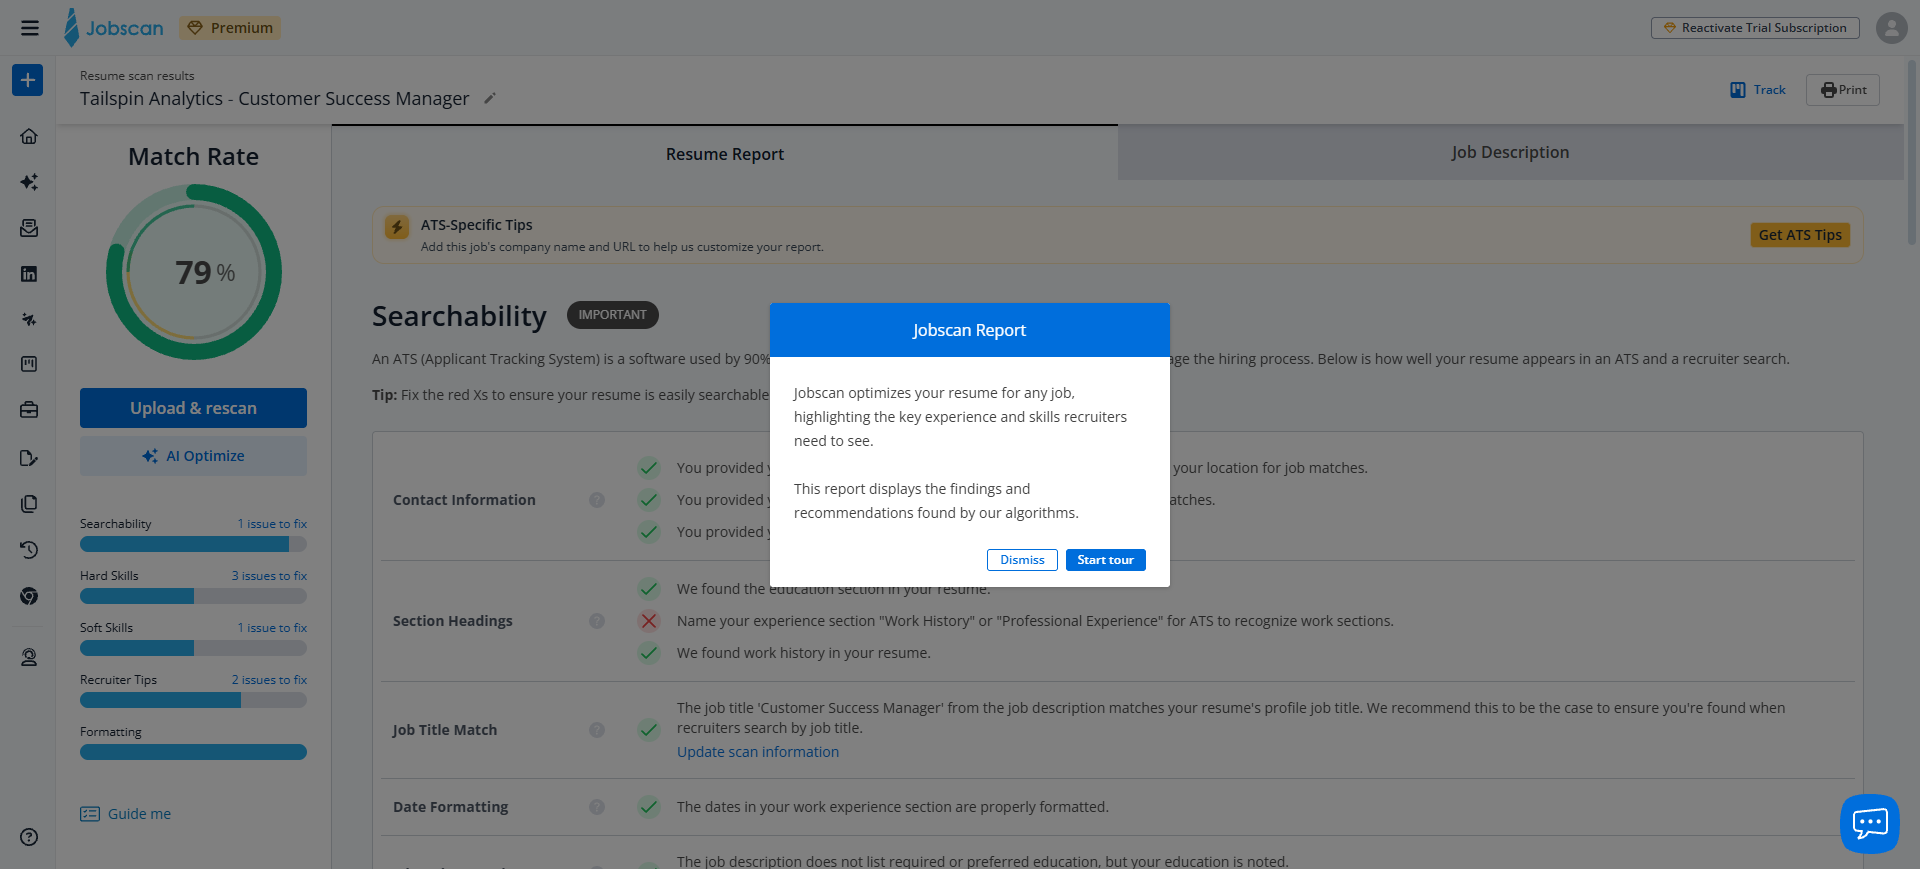 Jobscan
Premium
Reactivate Trial Subscription
Resume scan results
Tailspin Analytics - Customer Success Manager
Track
Print
Match Rate
79 %
Upload & rescan
AI Optimize
Searchability
1 issue to fix
Hard Skills
3 issues to fix
Soft Skills
1 issue to fix
Recruiter Tips
2 issues to fix
Formatting
Guide me
Resume Report
Job Description
ATS-Specific Tips
Add this job's company name and URL to help us customize your report.
Get ATS Tips
Searchability
IMPORTANT
An ATS (Applicant Tracking System) is a software used by 90%
the hiring process. Below is how well your resume appears in an ATS and a recruiter search.
Tip: Fix the red Xs to ensure your resume is easily searchable
Contact Information
You provided
your location for job matches.
You provided
You provided
Section Headings
We found the education section in your resume.
Name your experience section "Work History" or "Professional Experience" for ATS to recognize work sections.
We found work history in your resume.
Job Title Match
The job title 'Customer Success Manager' from the job description matches your resume's profile job title. We recommend this to be the case to ensure you're found when
recruiters search by job title.
Update scan information
Date Formatting
The dates in your work experience section are properly formatted.
The job description does not list required or preferred education, but your education is noted.
Jobscan Report
Jobscan optimizes your resume for any job,
highlighting the key experience and skills recruiters
need to see.
This report displays the findings and
recommendations found by our algorithms.
Dismiss
Start tour